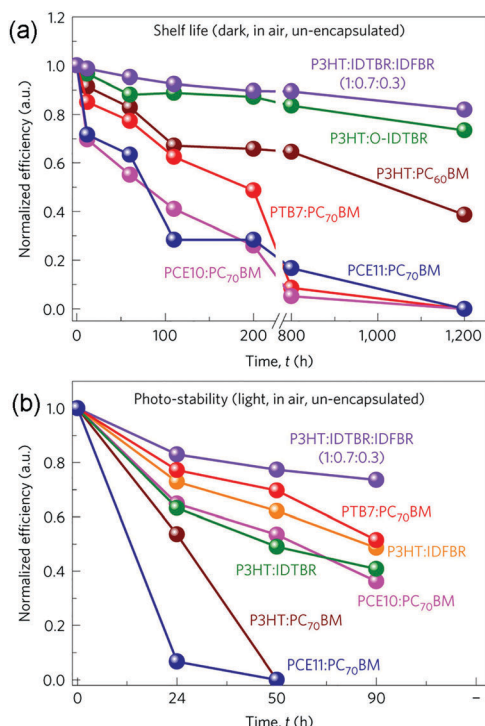 (a)
Shelf life (dark, in air, un-encapsulated)
Normalized efficiency (a.u.)
1.2
1.0
0.8
0.6
0.4
0.2
0.0
P3HT:IDTBR:IDFBR
(1:0.7:0.3)
P3HT:O-IDTBR
P3HT:PC₆₀BM
PTB7:PC₇₀BM
PCE11:PC₇₀BM
PCE10:PC₇₀BM
0 50 100 150 200 800 1,000 1,200
Time, t (h)
(b)
Photo-stability (light, in air, un-encapsulated)
Normalized efficiency (a.u.)
1.0
0.8
0.6
0.4
0.2
0.0
P3HT:IDTBR:IDFBR
(1:0.7:0.3)
PTB7:PC₇₀BM
P3HT:IDFBR
P3HT:IDTBR
PCE10:PC₇₀BM
P3HT:PC₇₀BM
PCE11:PC₇₀BM
0 24 50 90 –
Time, t (h)